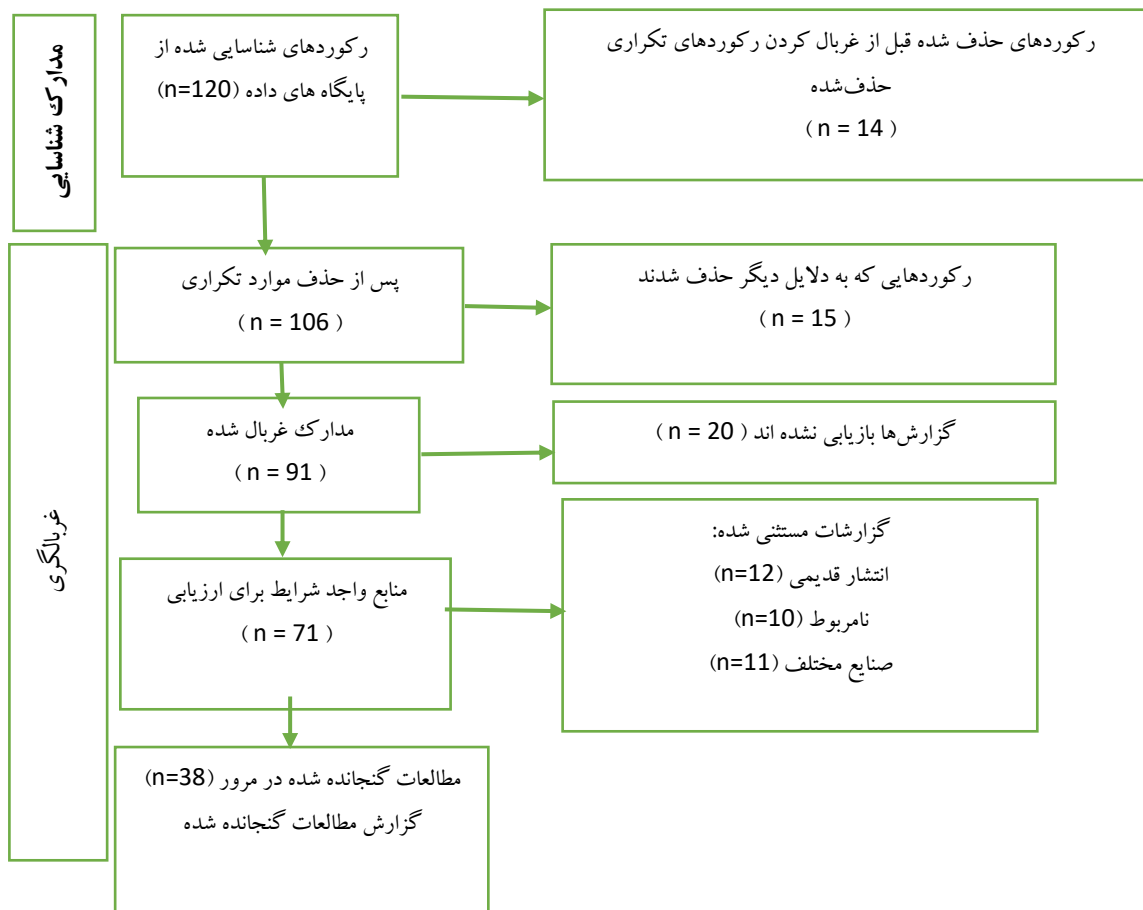 مدارک شناسایی
رکوردهای شناسایی شده از
پایگاه های داده (n=120)
رکوردهای حذف شده قبل از غربال کردن رکوردهای تکراری
حذف‌شده
( n = 14 )
غربالگری
پس از حذف موارد تکراری
( n = 106 )
رکوردهایی که به دلایل دیگر حذف شدند
( n = 15 )
مدارک غربال شده
( n = 91 )
گزارش‌ها بازیابی نشده اند ( n = 20 )
منابع واجد شرایط برای ارزیابی
( n = 71 )
گزارشات مستثنی شده:
انتشار قدیمی (n=12)
نامربوط (n=10)
صنایع مختلف (n=11)
مطالعات گنجانده شده در مرور (n=38)
گزارش مطالعات گنجانده شده